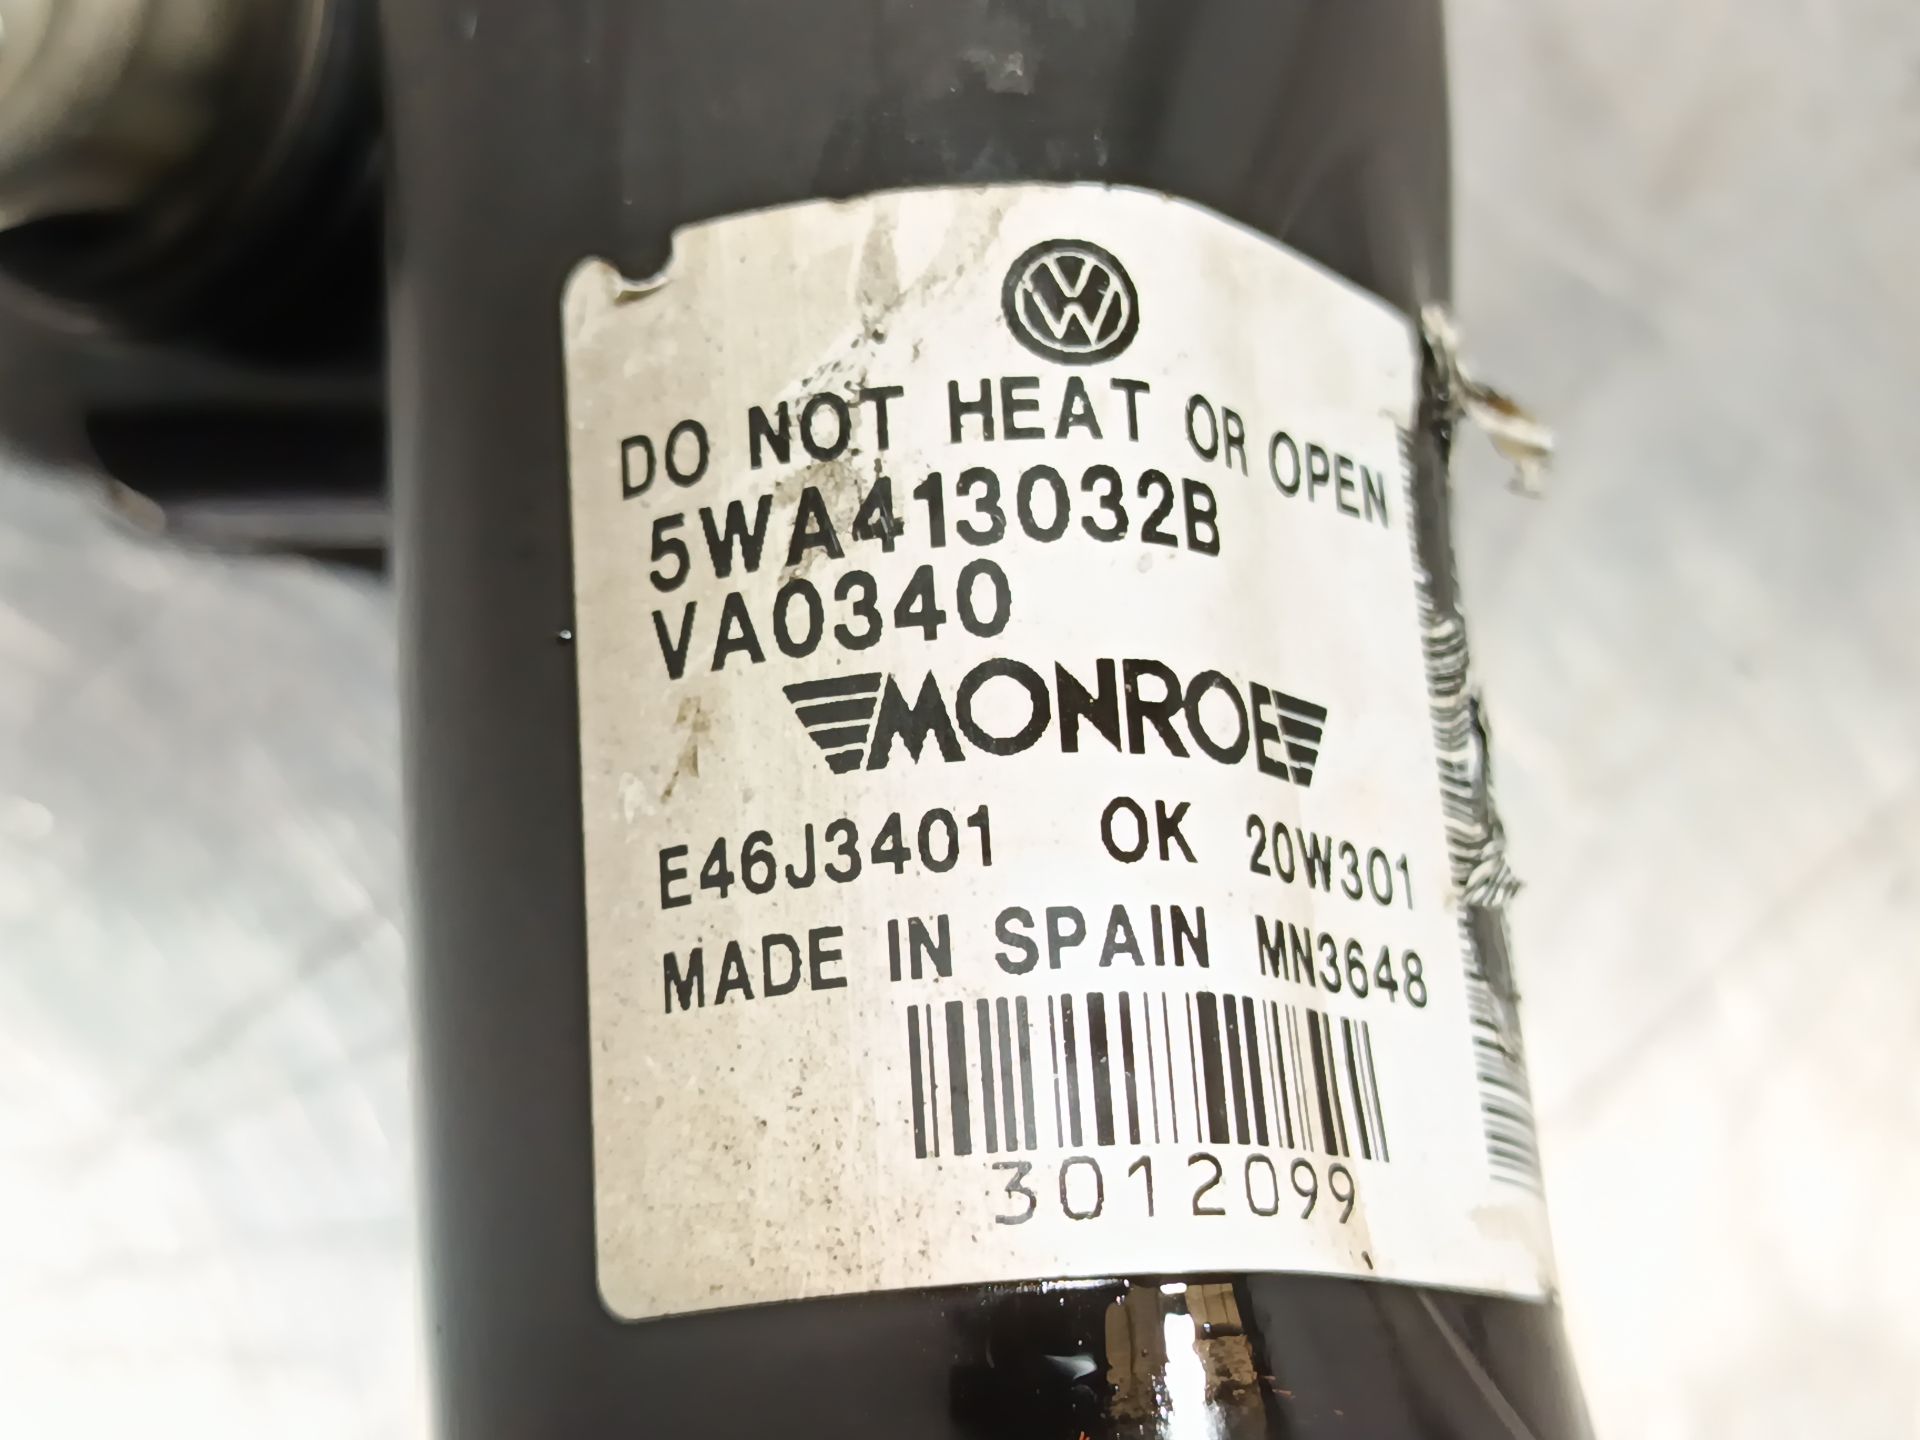 DO NOT HEAT OR OPEN
5WA413032B
VA0340
MONROE
E46J3401 OK 20W301
MADE IN SPAIN MN3648
3012099